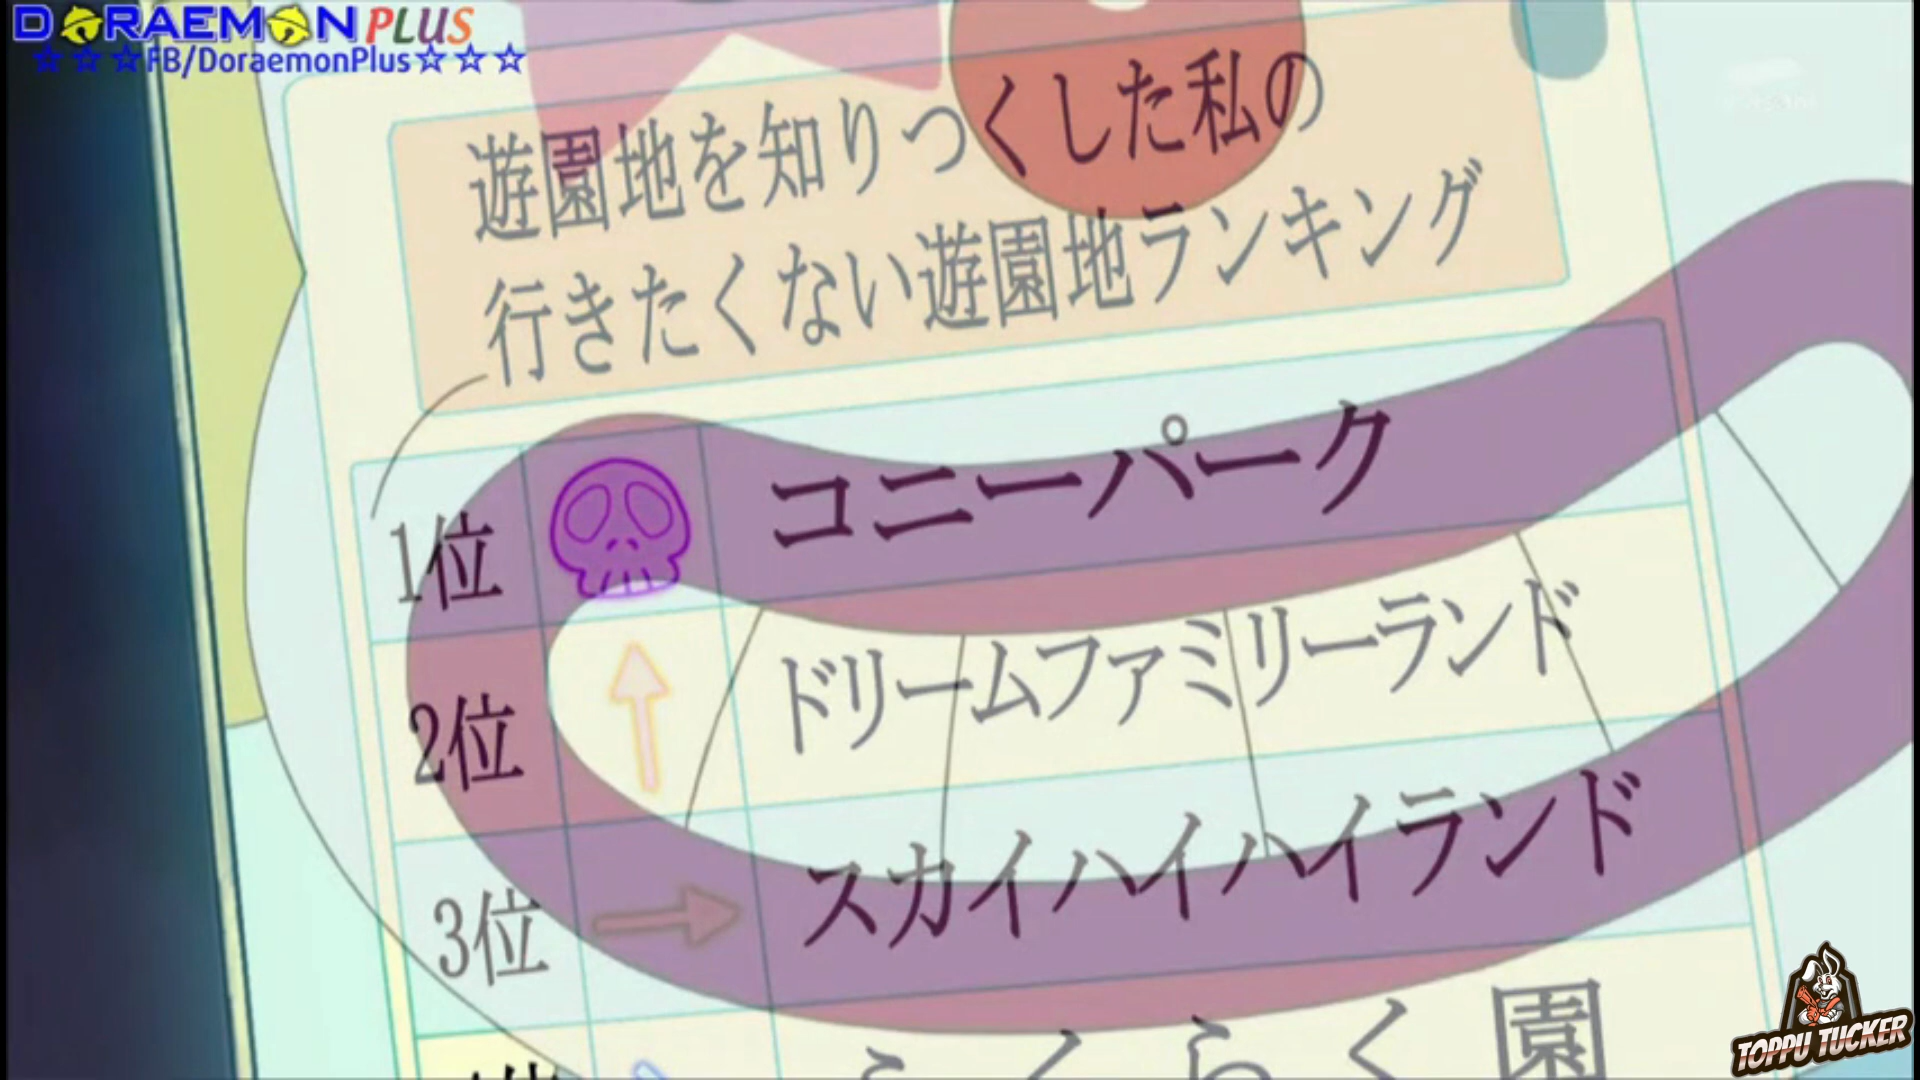 DORAEMON PLUS
☆☆☆FB/DoraemonPlus☆☆☆
遊園地を知りつくした私の
行きたくない遊園地ランキング
1位 コニーパーク
2位 ドリームファミリーランド
3位 スカイハイハイランド
らく園
TOPPU TUCKER